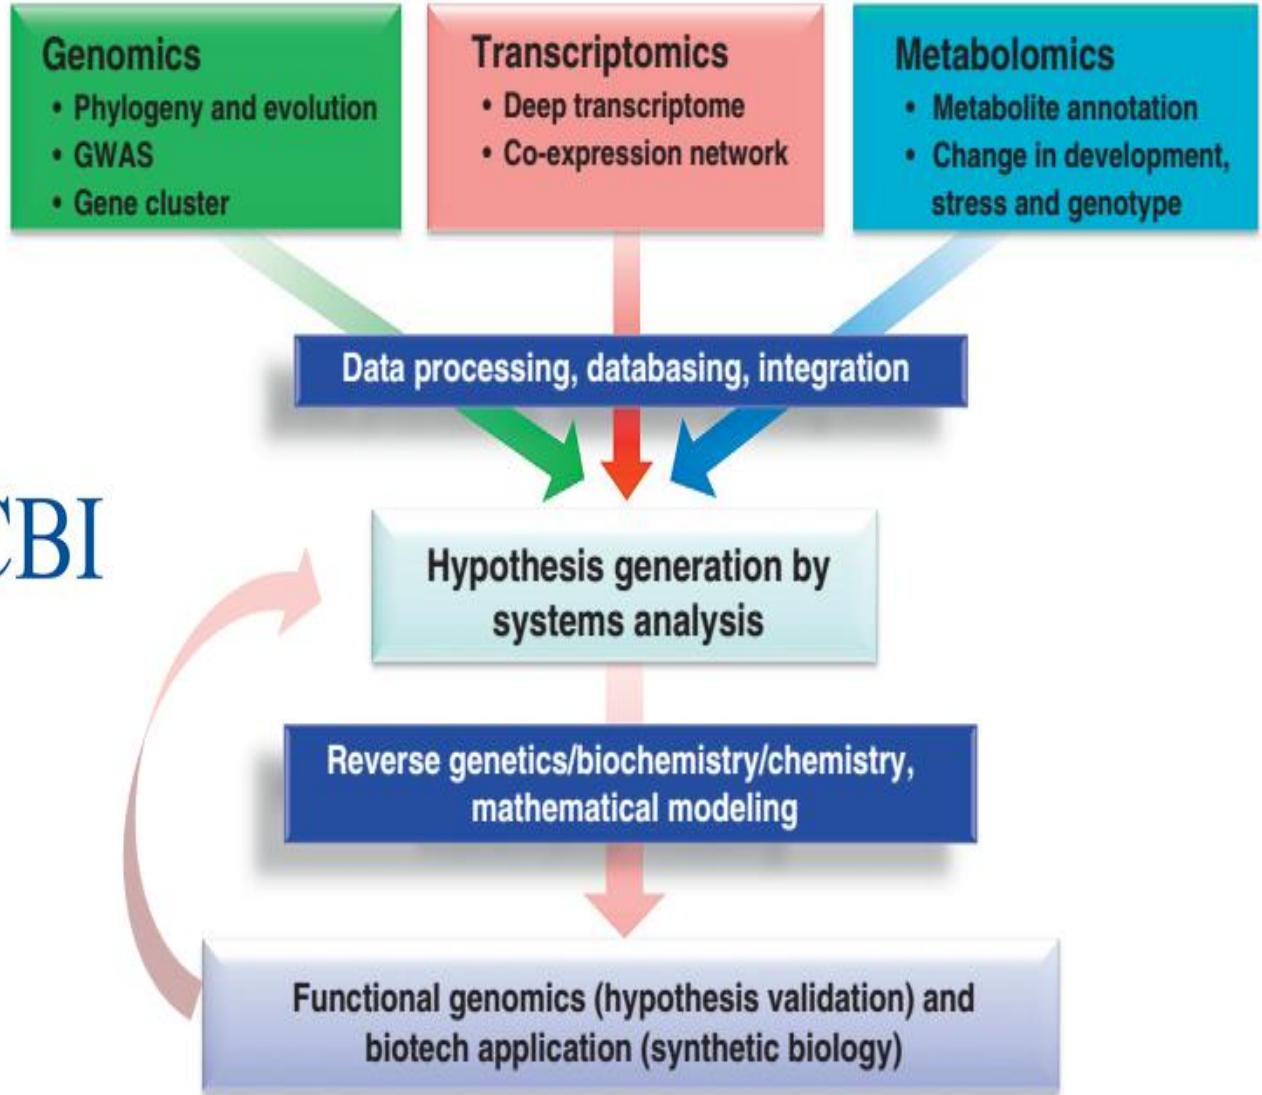 Genomics
• Phylogeny and evolution
• GWAS
• Gene cluster
Transcriptomics
• Deep transcriptome
• Co-expression network
Metabolomics
• Metabolite annotation
• Change in development,
stress and genotype
Data processing, databasing, integration
CBI
Hypothesis generation by
systems analysis
Reverse genetics/biochemistry/chemistry,
mathematical modeling
Functional genomics (hypothesis validation) and
biotech application (synthetic biology)